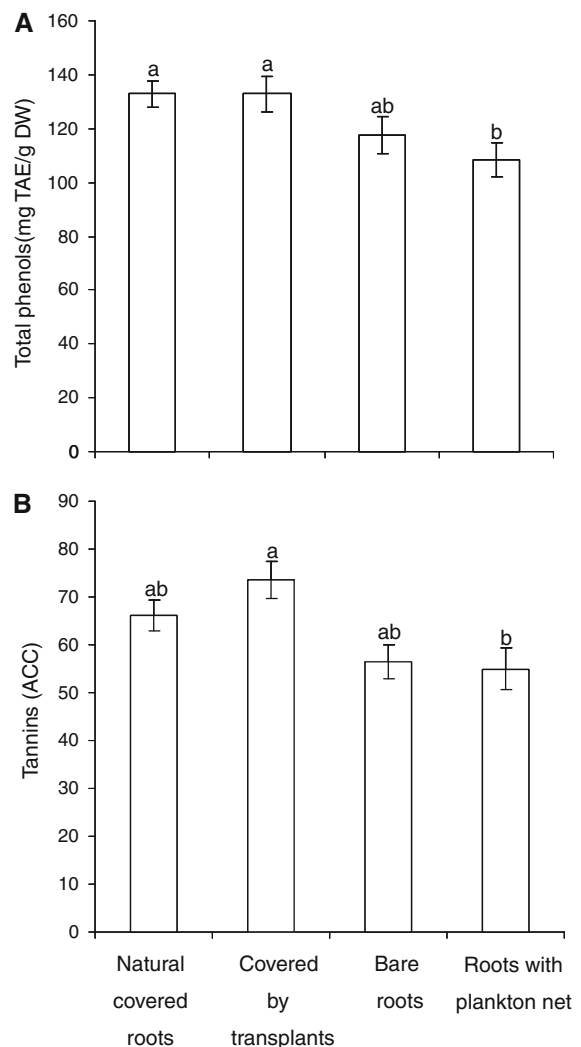 A
Total phenols(mg TAE/g DW)
160
140
120
100
80
60
40
20
0
a
a
ab
b
B
Tannins (ACC)
90
80
70
60
50
40
30
20
10
0
ab
a
ab
b
Natural
covered
roots
Covered
by
transplants
Bare
roots
Roots with
plankton net